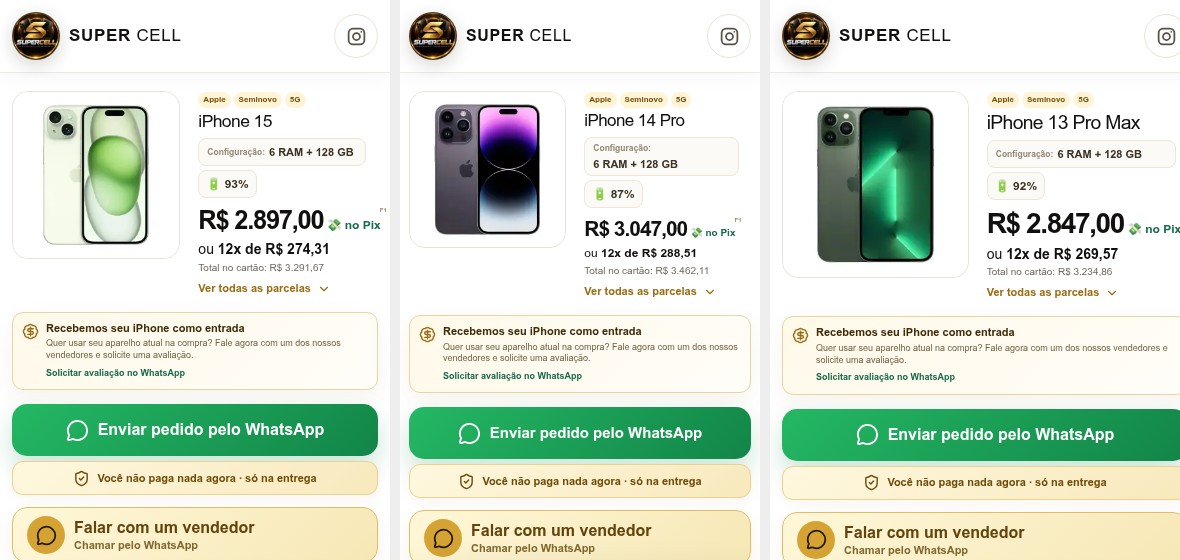 SUPERCELL
SUPER CELL
Apple Seminovo 5G
iPhone 15
Configuração: 6 RAM + 128 GB
93%
R$ 2.897,00 no Pix
ou 12x de R$ 274,31
Total no cartão: R$ 3.291,67
Ver todas as parcelas
Recebemos seu iPhone como entrada
Quer usar seu aparelho atual na compra? Fale agora com um dos nossos
vendedores e solicite uma avaliação.
Solicitar avaliação no WhatsApp
Enviar pedido pelo WhatsApp
Você não paga nada agora · só na entrega
Falar com um vendedor
Chamar pelo WhatsApp
SUPERCELL
SUPER CELL
Apple Seminovo 5G
iPhone 14 Pro
Configuração:
6 RAM + 128 GB
87%
R$ 3.047,00 no Pix
ou 12x de R$ 288,51
Total no cartão: R$ 3.462,11
Ver todas as parcelas
Recebemos seu iPhone como entrada
Quer usar seu aparelho atual na compra? Fale agora com um dos nossos
vendedores e solicite uma avaliação.
Solicitar avaliação no WhatsApp
Enviar pedido pelo WhatsApp
Você não paga nada agora · só na entrega
Falar com um vendedor
Chamar pelo WhatsApp
SUPERCELL
SUPER CELL
Apple Seminovo 5G
iPhone 13 Pro Max
Configuração: 6 RAM + 128 GB
92%
R$ 2.847,00 no Pix
ou 12x de R$ 269,57
Total no cartão: R$ 3.234,86
Ver todas as parcelas
Recebemos seu iPhone como entrada
Quer usar seu aparelho atual na compra? Fale agora com um dos nossos vendedores e
solicite uma avaliação.
Solicitar avaliação no WhatsApp
Enviar pedido pelo WhatsApp
Você não paga nada agora · só na entrega
Falar com um vendedor
Chamar pelo WhatsApp